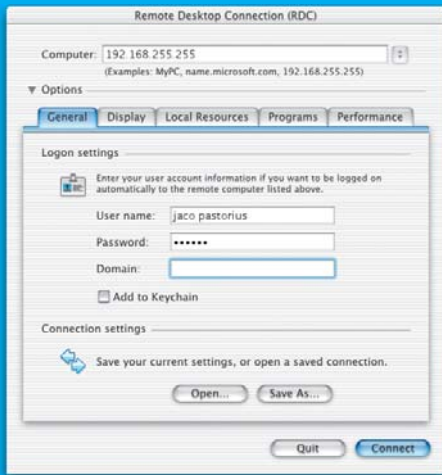 Remote Desktop Connection (RDC)
Computer: 192.168.255.255
(Examples: MyPC, name.microsoft.com, 192.168.255.255)
Options
General Display Local Resources Programs Performance
Logon settings
Enter your user account information if you want to be logged on
automatically to the remote computer listed above.
User name: jaco pastorius
Password: ••••••
Domain:
Add to Keychain
Connection settings
Save your current settings, or open a saved connection.
Open... Save As...
Quit Connect